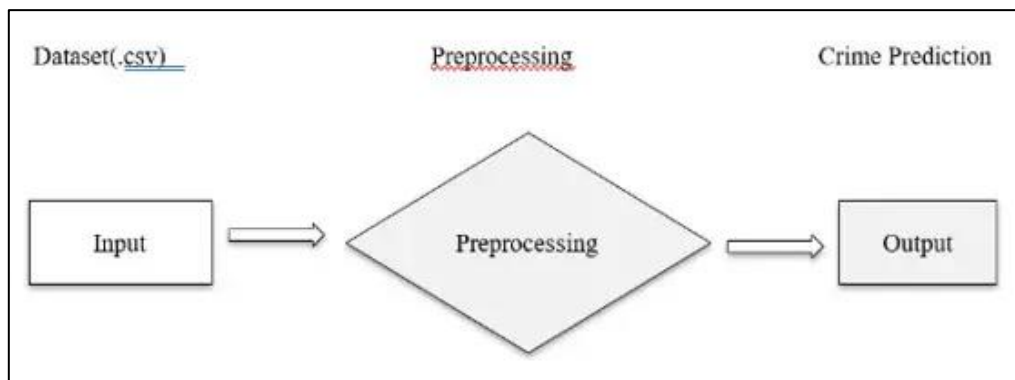 Dataset(.csv) Preprocessing Crime Prediction
Input Preprocessing Output